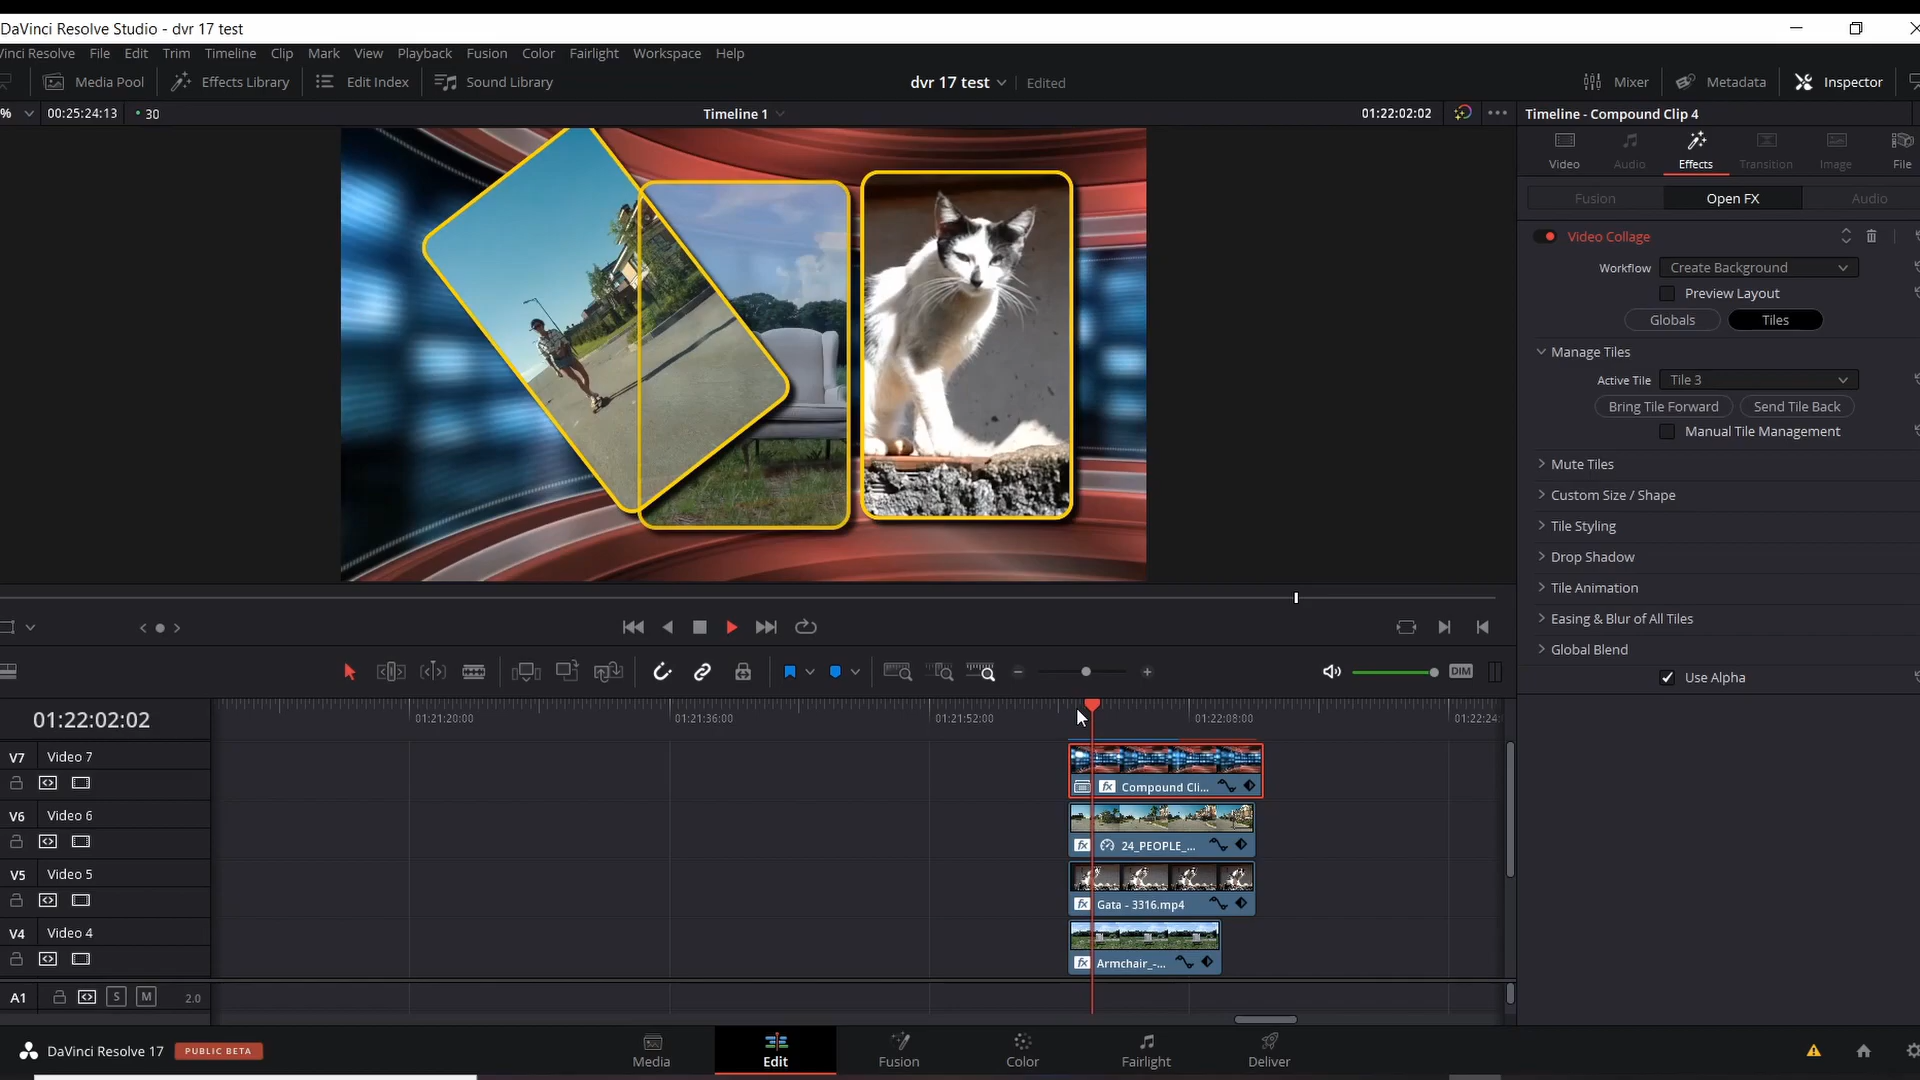 DaVinci Resolve Studio - dvr 17 test
Vinci Resolve File Edit Trim Timeline Clip Mark View Playback Fusion Color Fairlight Workspace Help
Media Pool Effects Library Edit Index Sound Library dvr 17 test Edited Mixer Metadata Inspector
% 00:25:24:13 30 Timeline 1 01:22:02:02 Timeline - Compound Clip 4
Video Audio Effects Transition Image File
Fusion Open FX Audio
Video Collage
Workflow Create Background
Preview Layout
Globals Tiles
Manage Tiles
Active Tile Tile 3
Bring Tile Forward Send Tile Back
Manual Tile Management
Mute Tiles
Custom Size / Shape
Tile Styling
Drop Shadow
Tile Animation
Easing & Blur of All Tiles
Global Blend
Use Alpha
DIM
01:22:02:02 01:21:20:00 01:21:36:00 01:21:52:00 01:22:08:00 01:22:24:
V7 Video 7
Compound Cli...
V6 Video 6
24_PEOPLE_...
V5 Video 5
Gata - 3316.mp4
V4 Video 4
Armchair_-...
A1 S M 2.0
DaVinci Resolve 17 PUBLIC BETA
Media Edit Fusion Color Fairlight Deliver